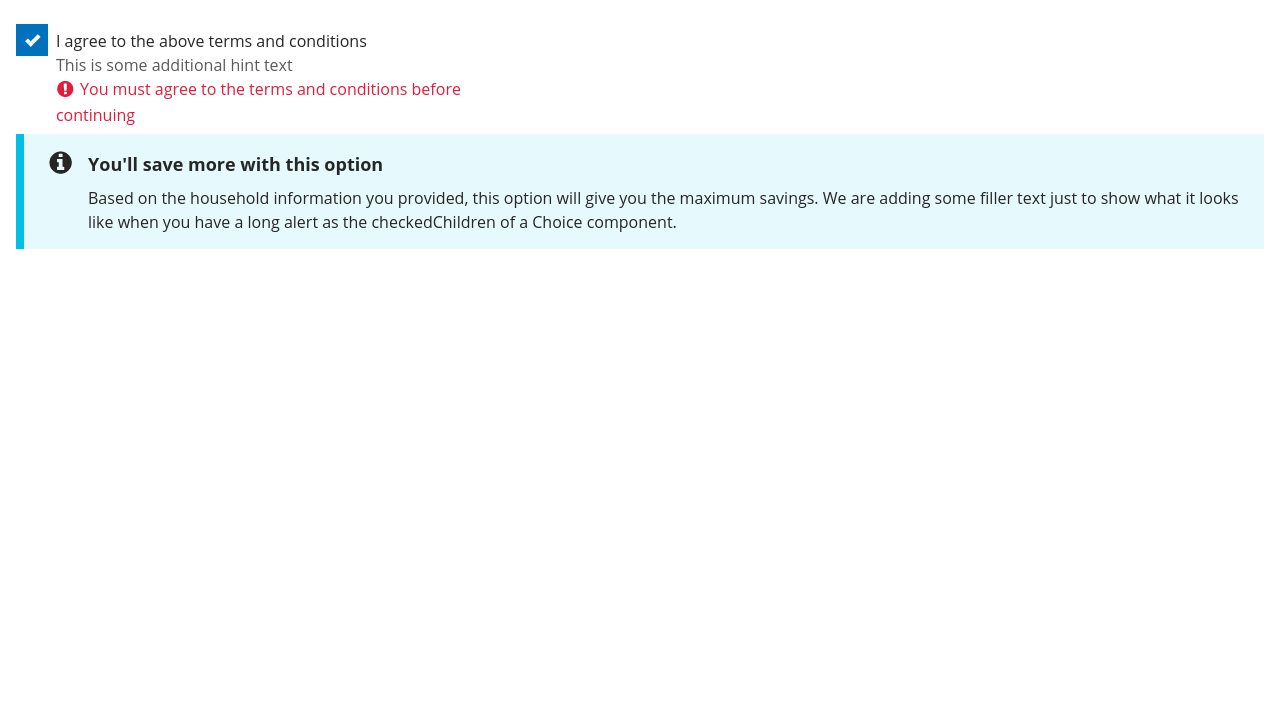 I agree to the above terms and conditions
This is some additional hint text
You must agree to the terms and conditions before
continuing
You'll save more with this option
Based on the household information you provided, this option will give you the maximum savings. We are adding some filler text just to show what it looks
like when you have a long alert as the checkedChildren of a Choice component.